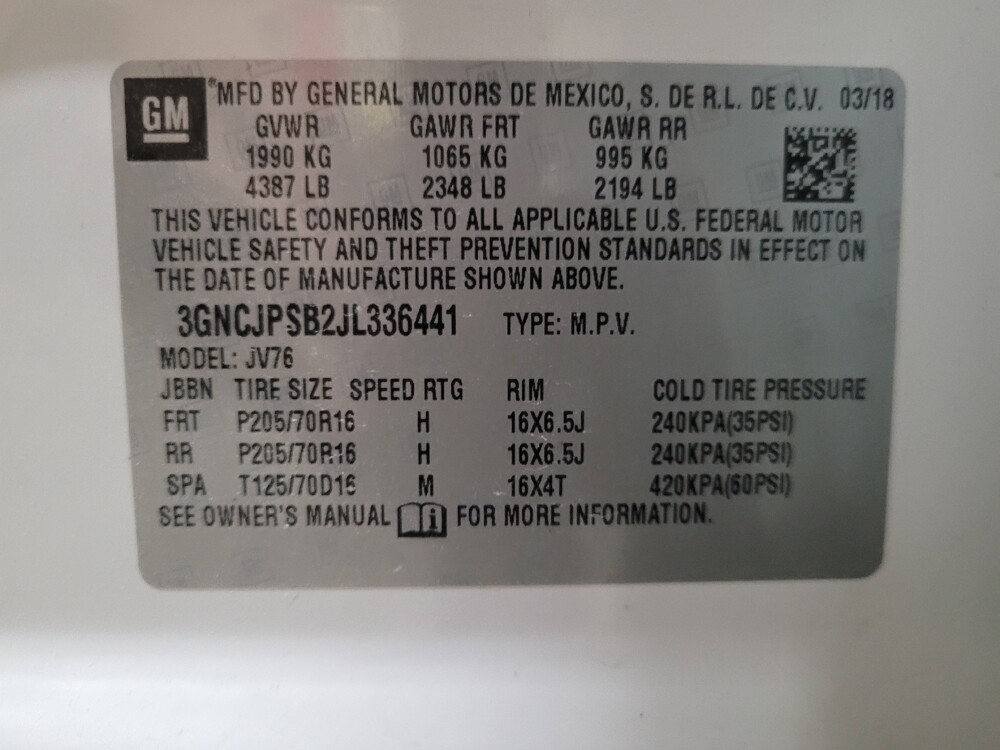 GM
MFD BY GENERAL MOTORS DE MEXICO, S. DE R.L. DE C.V. 03/18
GVWR GAWR FRT GAWR RR
1990 KG 1065 KG 995 KG
4387 LB 2348 LB 2194 LB
THIS VEHICLE CONFORMS TO ALL APPLICABLE U.S. FEDERAL MOTOR
VEHICLE SAFETY AND THEFT PREVENTION STANDARDS IN EFFECT ON
THE DATE OF MANUFACTURE SHOWN ABOVE.
3GNCJPSB2JL336441 TYPE: M.P.V.
MODEL: JV76
JBBN TIRE SIZE SPEED RTG RIM COLD TIRE PRESSURE
FRT P205/70R16 H 16X6.5J 240KPA(35PSI)
RR P205/70R16 H 16X6.5J 240KPA(35PSI)
SPA T125/70D16 M 16X4T 420KPA(60PSI)
SEE OWNER'S MANUAL i FOR MORE INFORMATION.